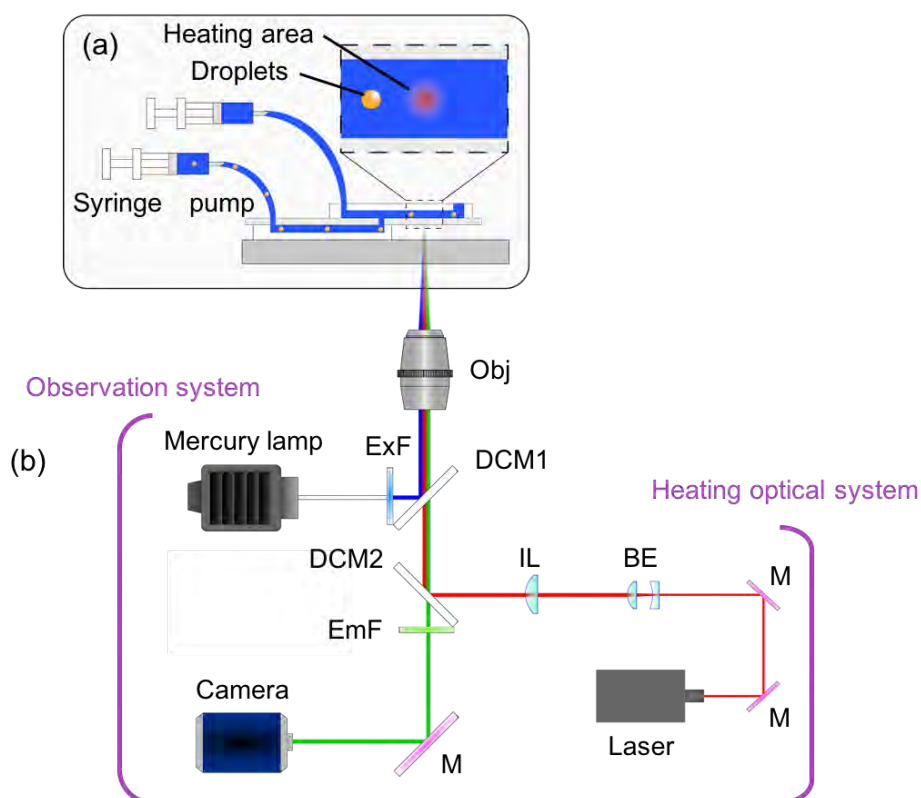 (a)
Heating area
Droplets
Syringe pump
Obj
Observation system
(b)
Mercury lamp
ExF
DCM1
Heating optical system
DCM2
IL
BE
M
EmF
Camera
Laser
M
M